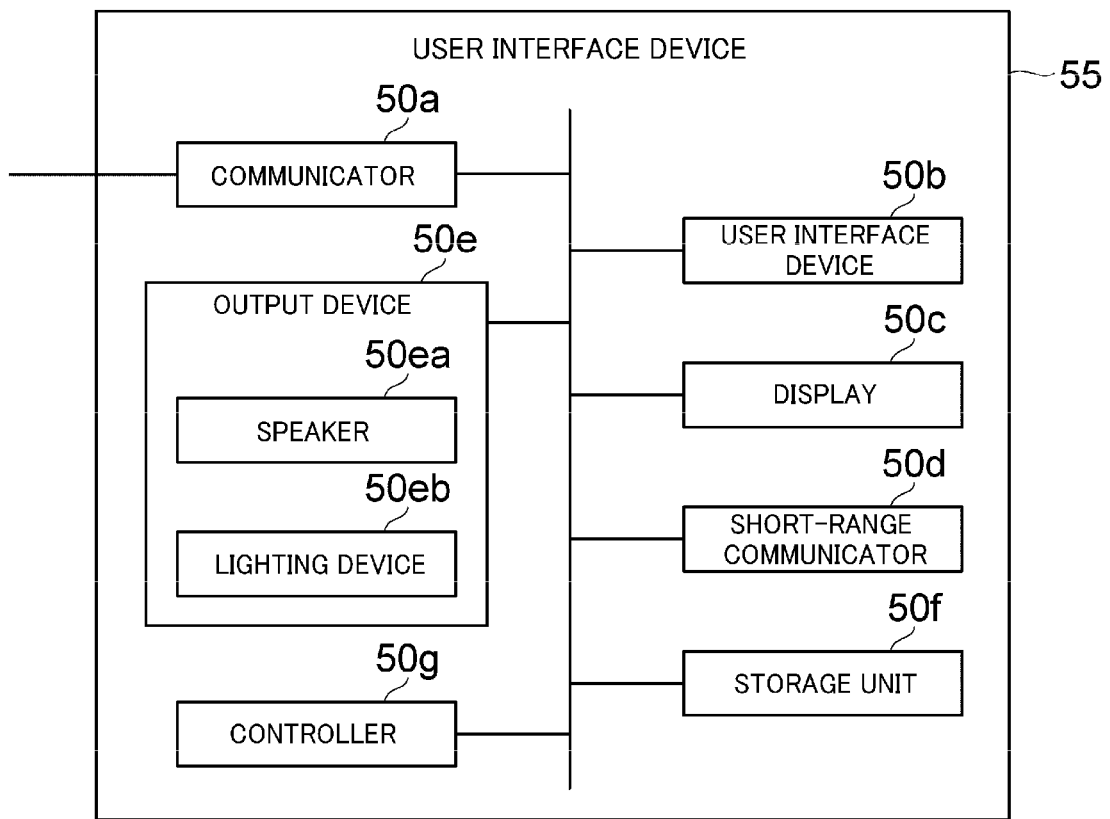 USER INTERFACE DEVICE
55
50a
COMMUNICATOR
50e
OUTPUT DEVICE
50ea
SPEAKER
50eb
LIGHTING DEVICE
50g
CONTROLLER
50b
USER INTERFACE
DEVICE
50c
DISPLAY
50d
SHORT-RANGE
COMMUNICATOR
50f
STORAGE UNIT